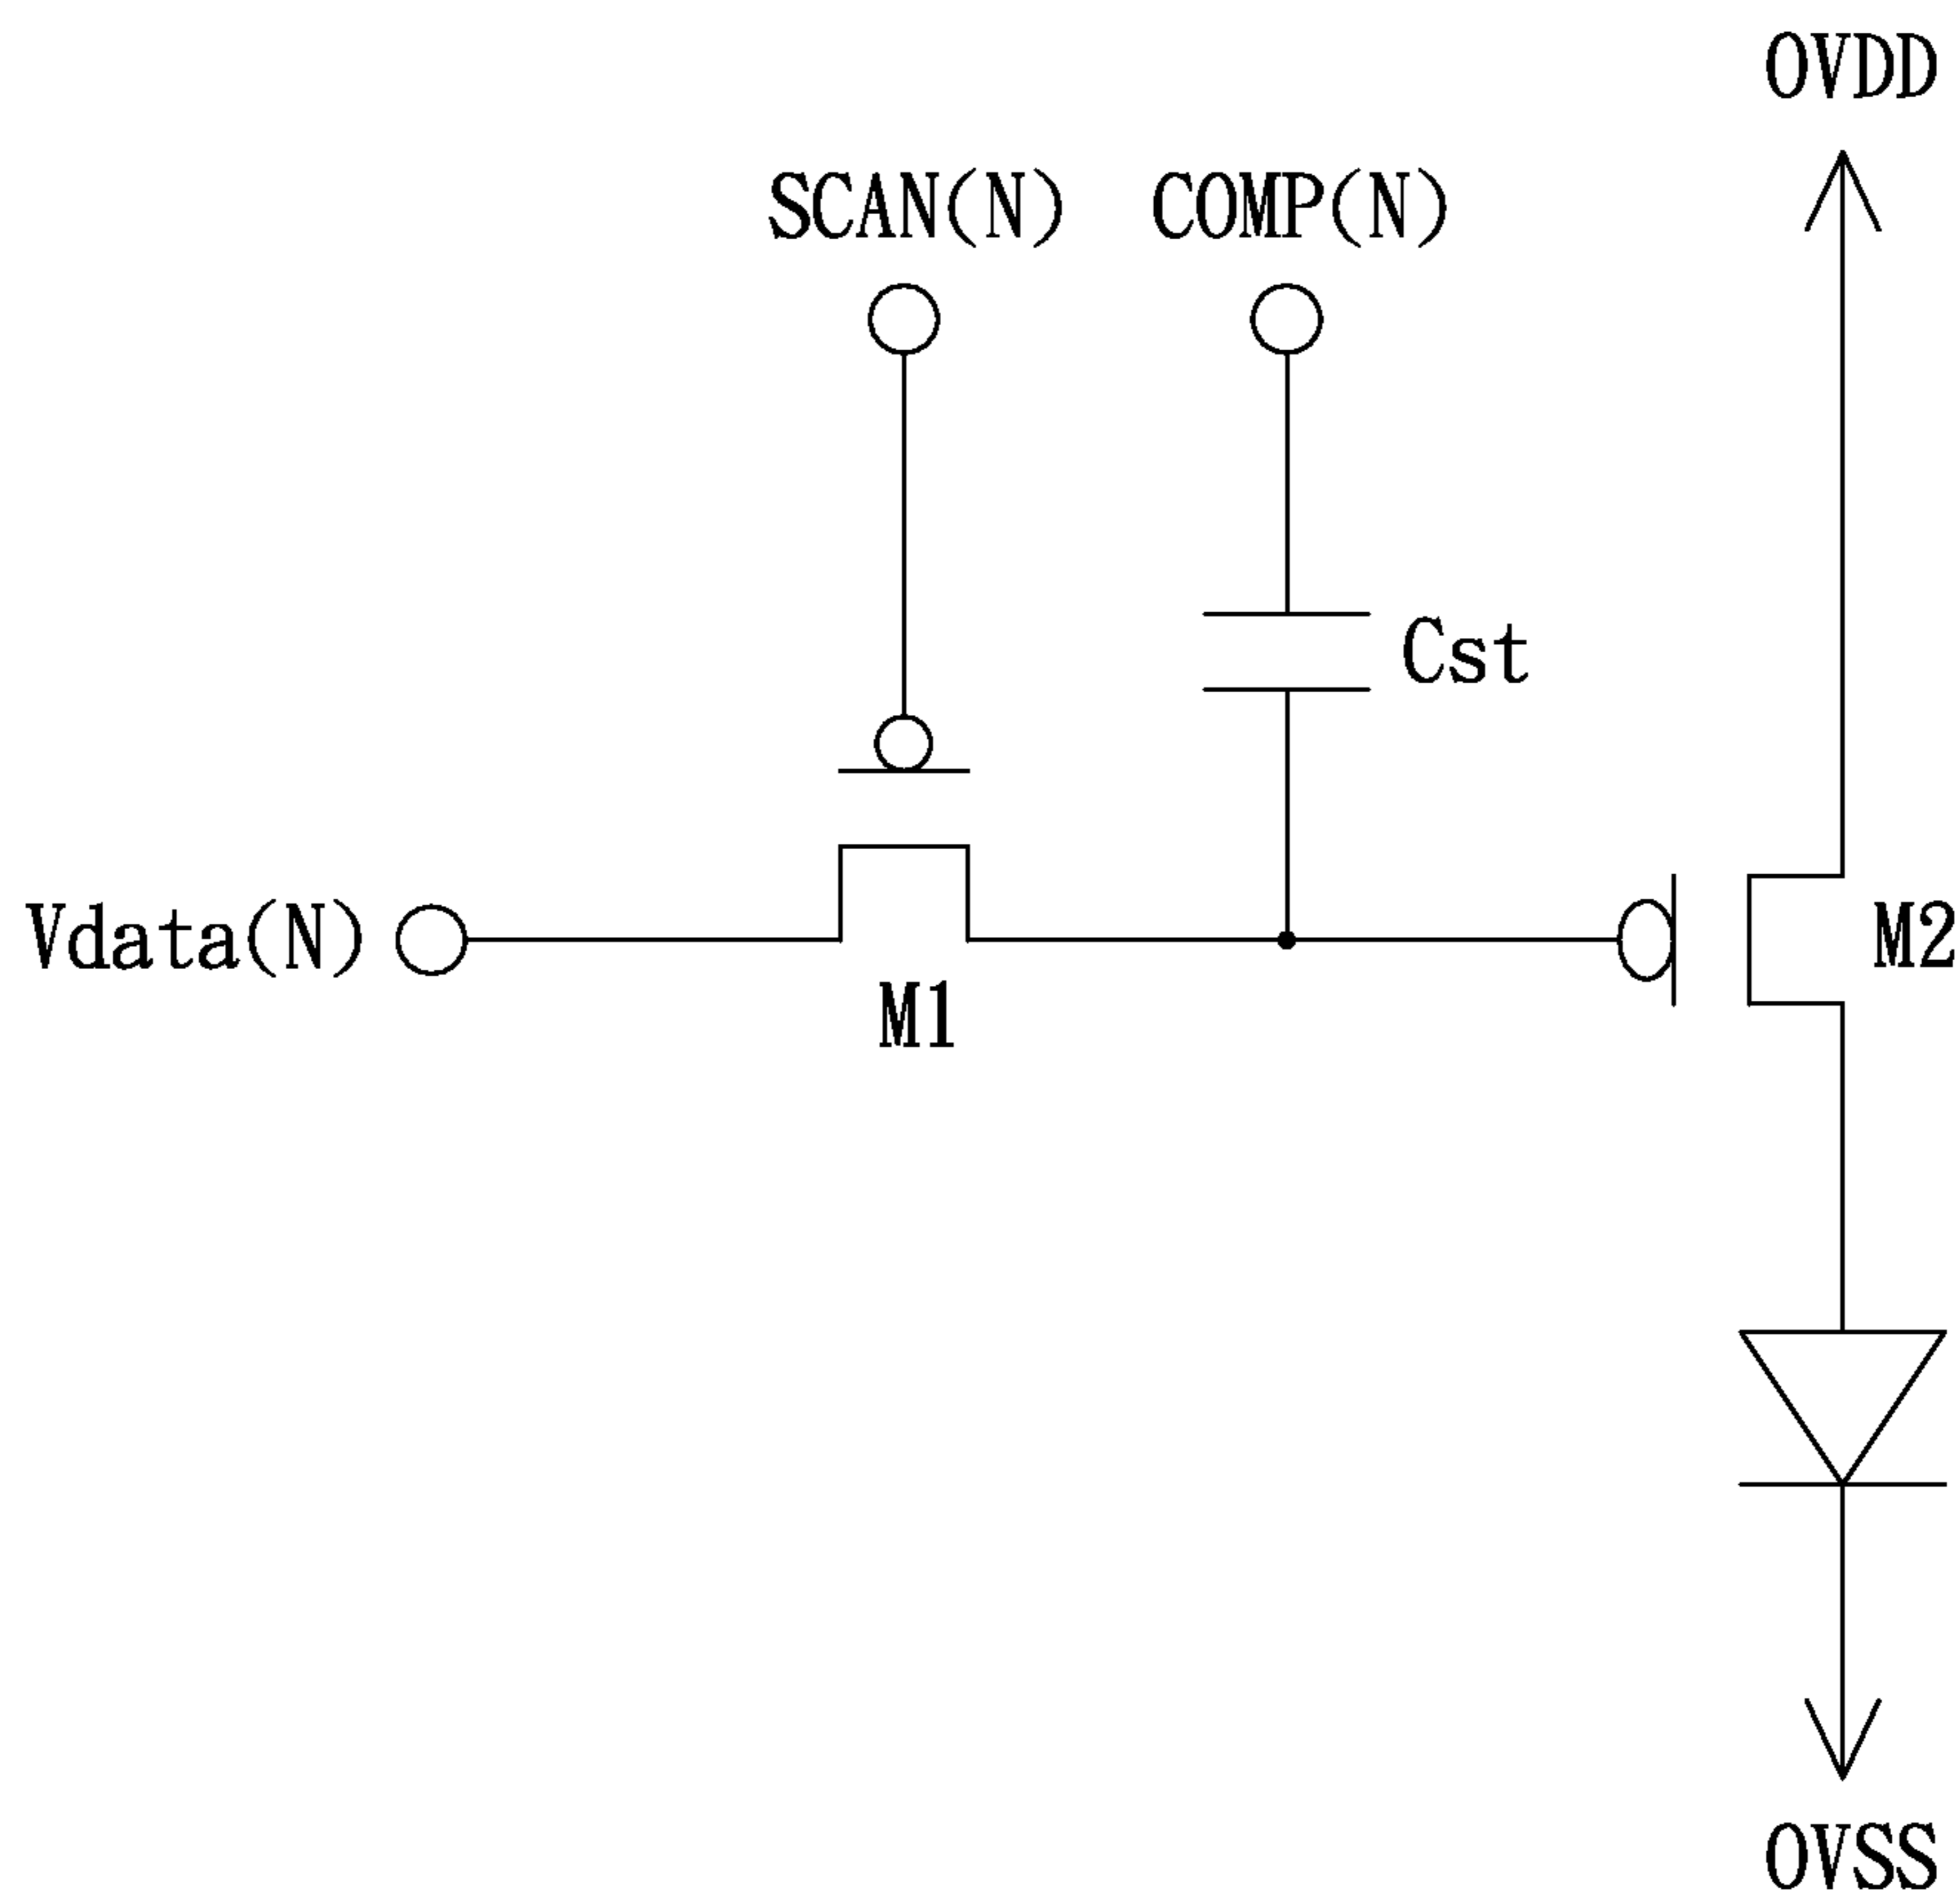 OVDD
SCAN(N) COMP(N)
Cst
Vdata(N)
M2
M1
OVSS